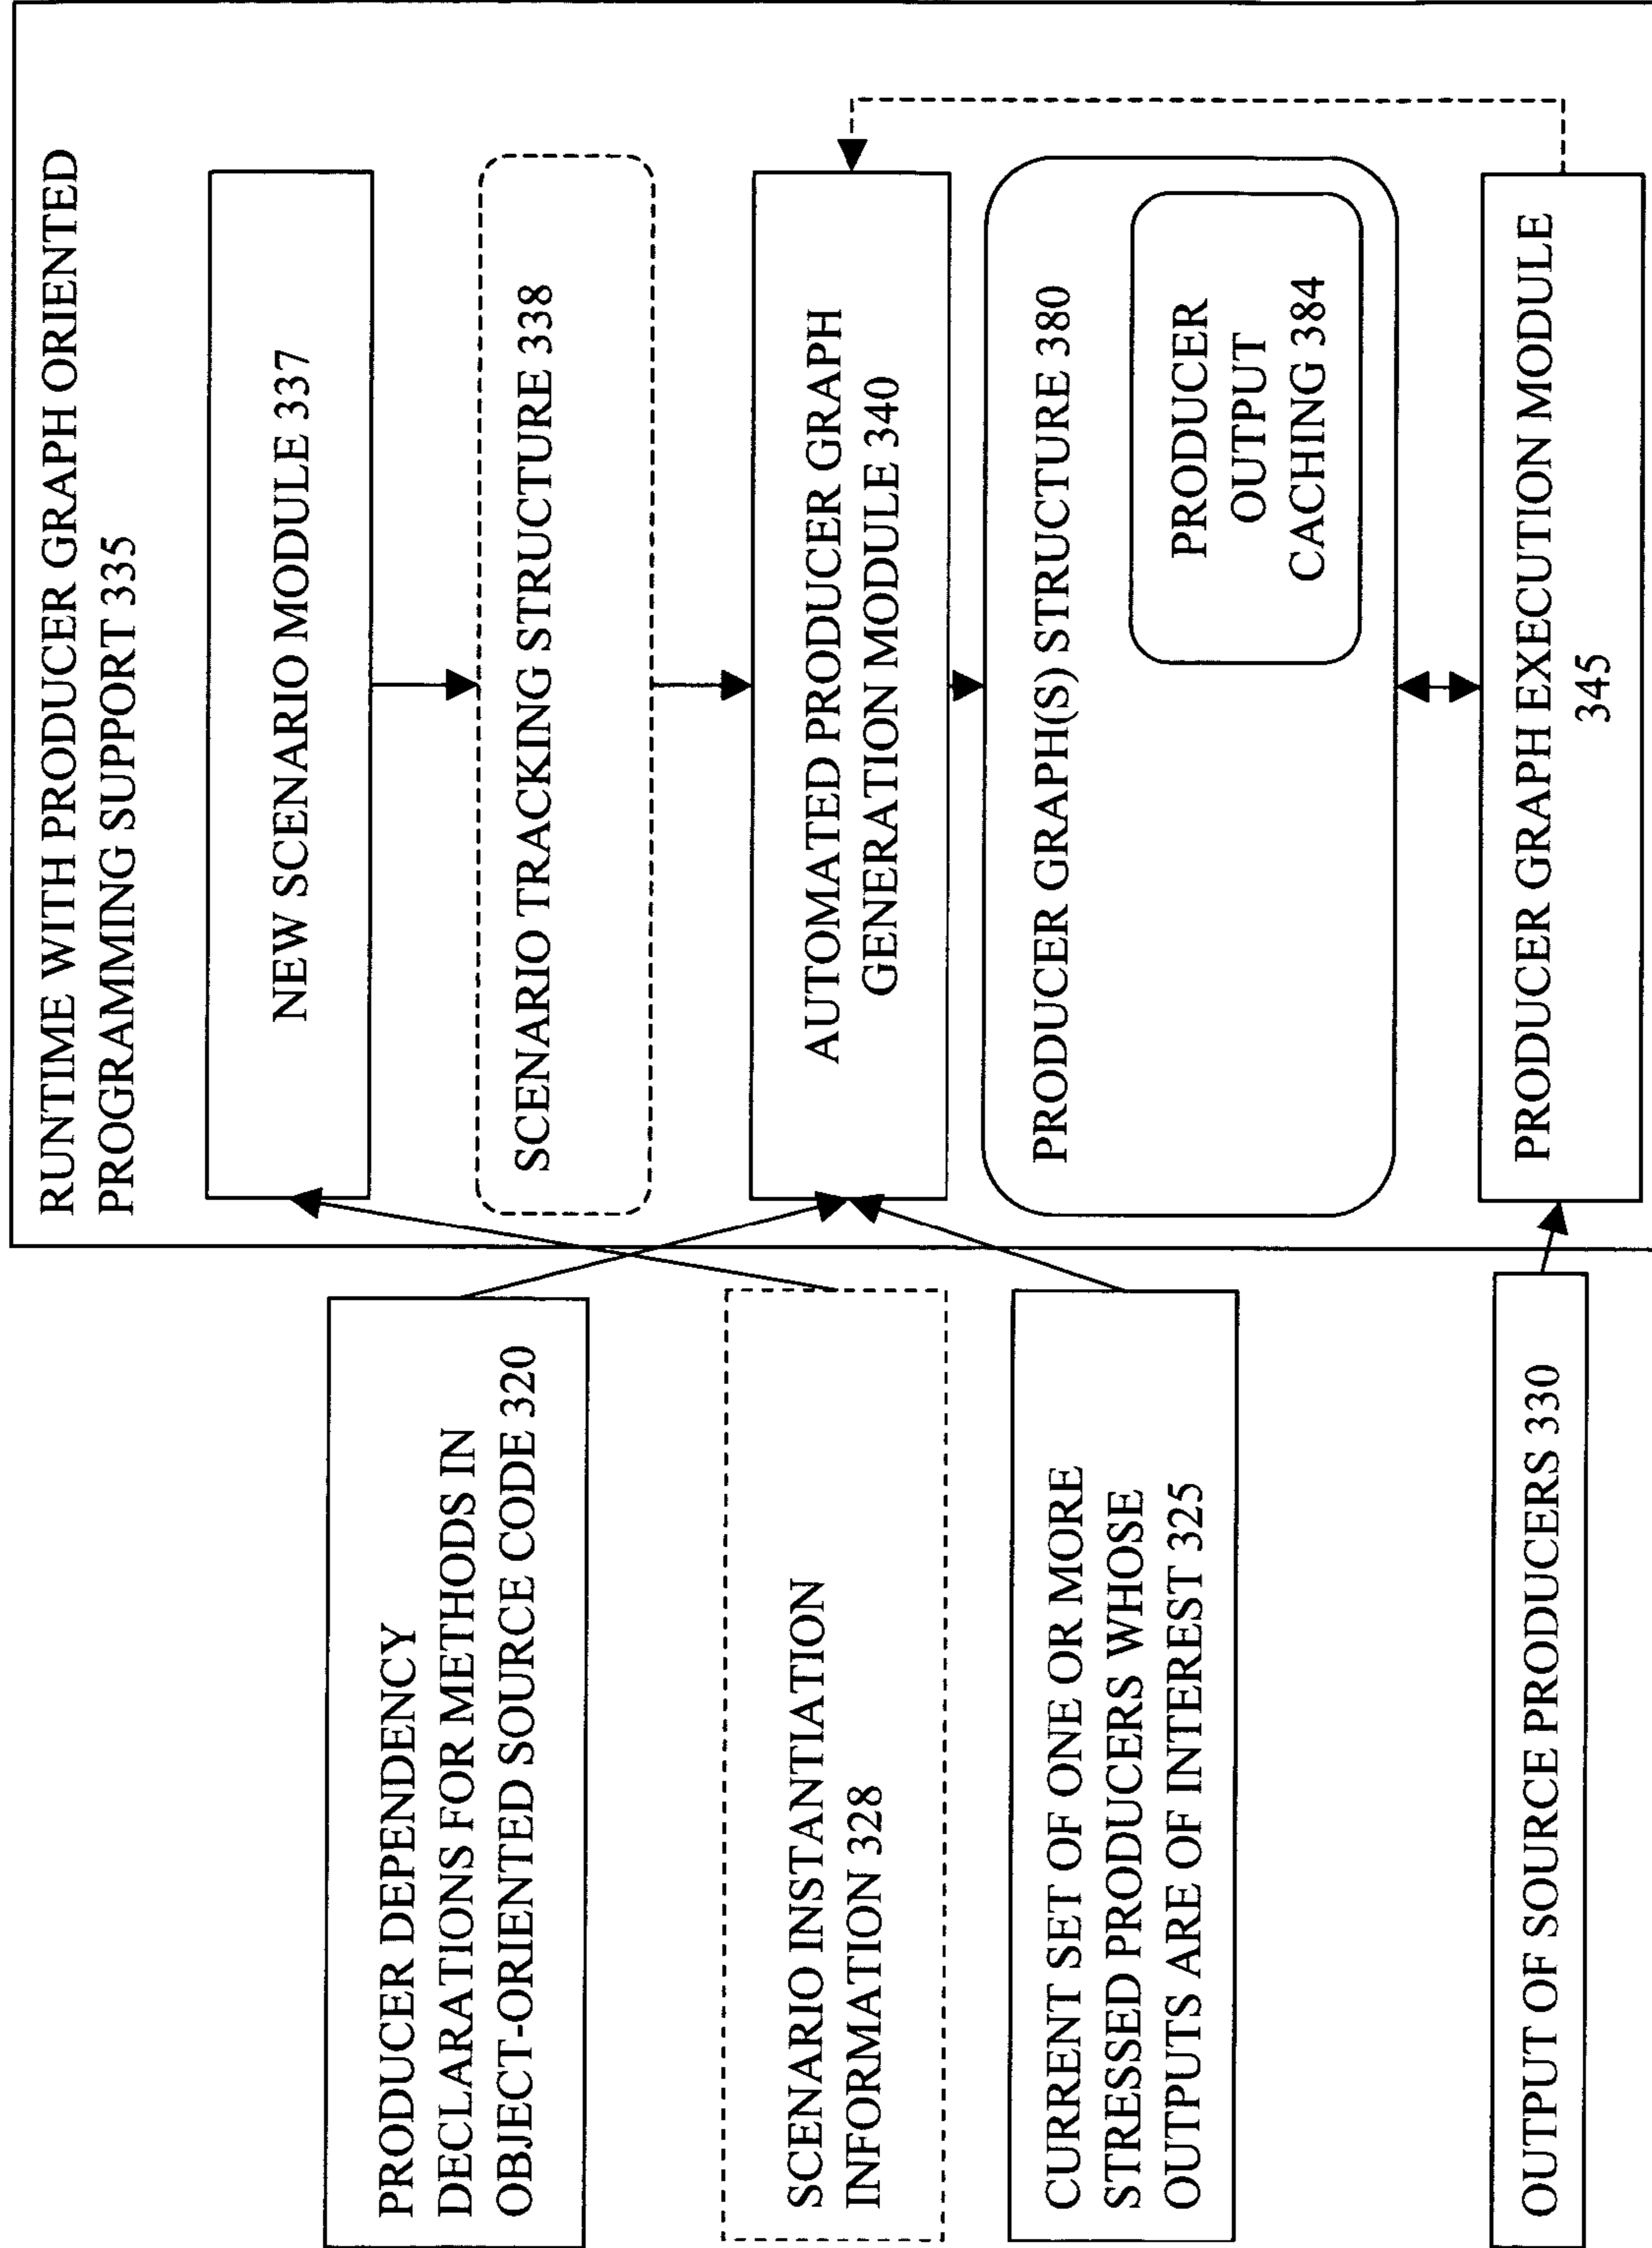 PRODUCER DEPENDENCY
DECLARATIONS FOR METHODS IN
OBJECT-ORIENTED SOURCE CODE 320
SCENARIO INSTANTIATION
INFORMATION 328
CURRENT SET OF ONE OR MORE
STRESSED PRODUCERS WHOSE
OUTPUTS ARE OF INTEREST 325
OUTPUT OF SOURCE PRODUCERS 330
RUNTIME WITH PRODUCER GRAPH ORIENTED
PROGRAMMING SUPPORT 335
NEW SCENARIO MODULE 337
SCENARIO TRACKING STRUCTURE 338
AUTOMATED PRODUCER GRAPH
GENERATION MODULE 340
PRODUCER GRAPH(S) STRUCTURE 380
PRODUCER
OUTPUT
CACHING 384
PRODUCER GRAPH EXECUTION MODULE
345